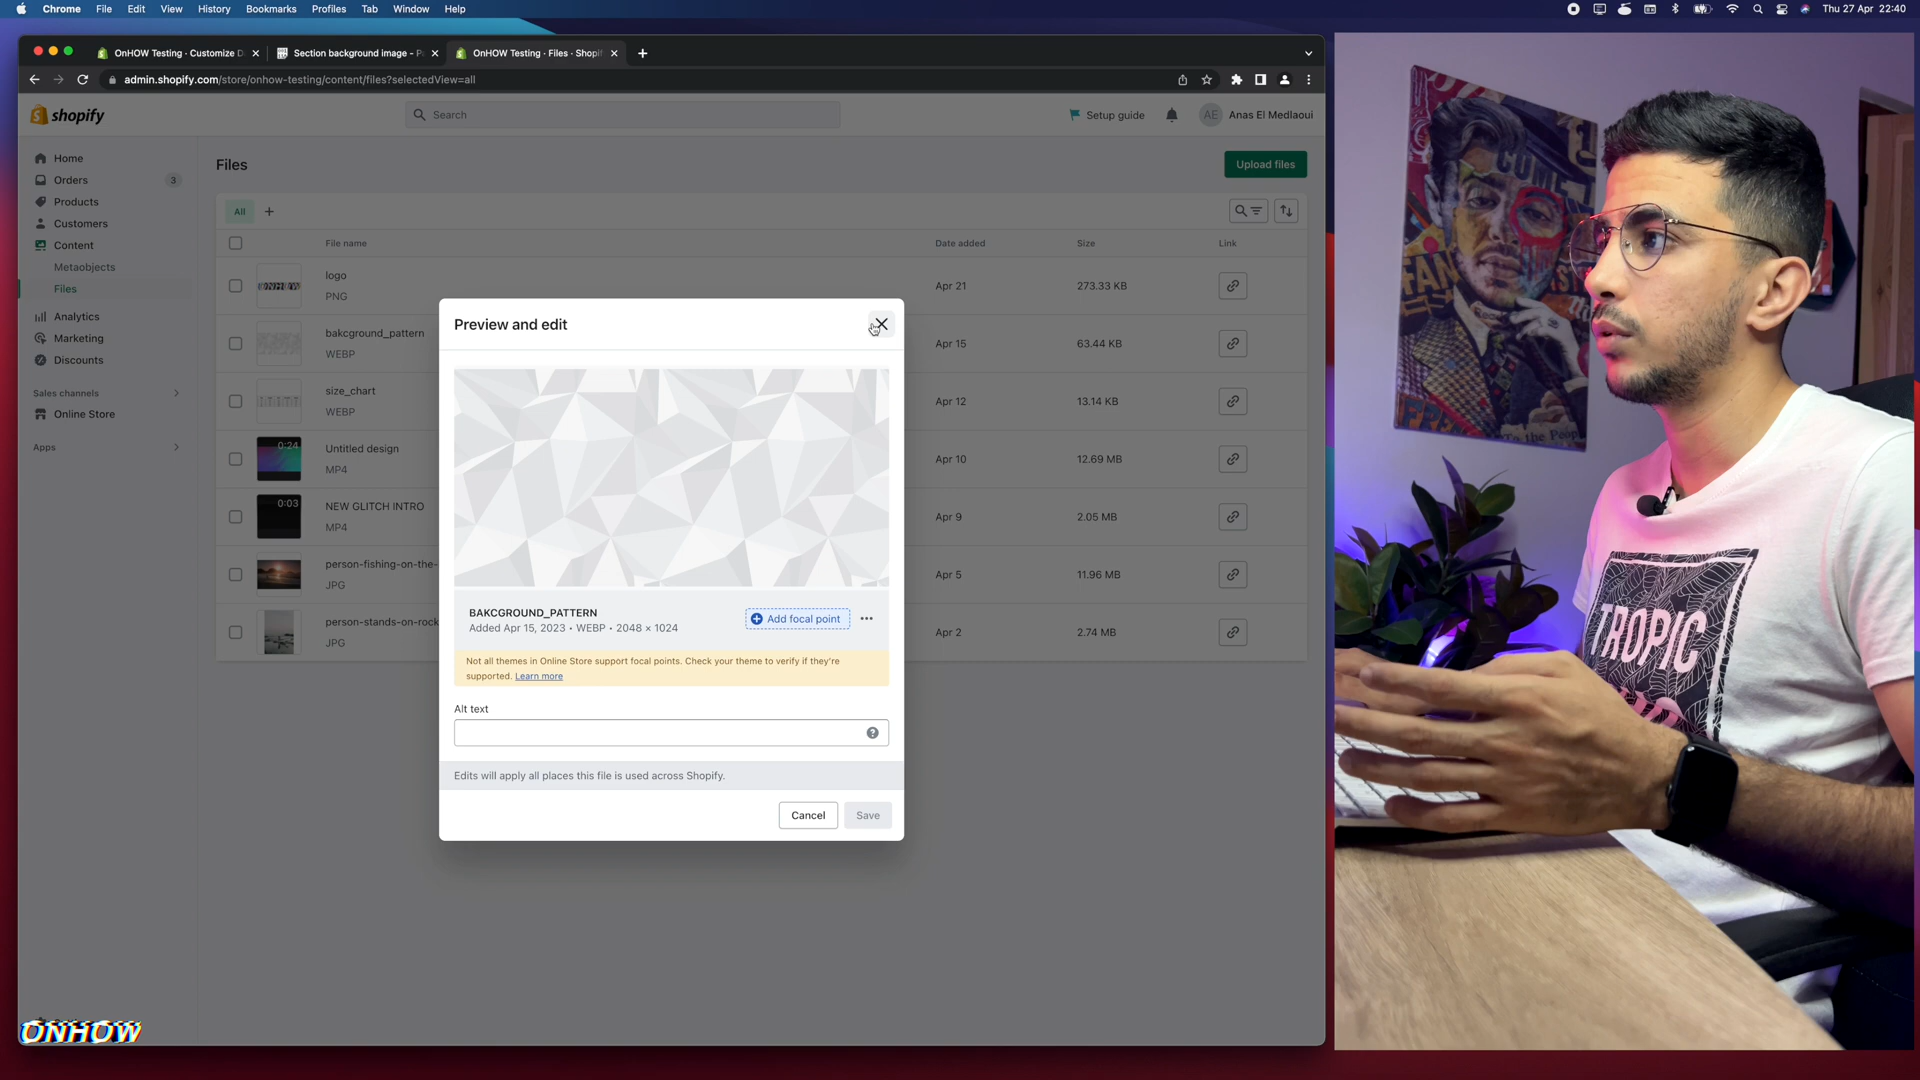 Chrome File Edit View History Bookmarks Profiles Tab Window Help
Thu 27 Apr 22:40
OnHOW Testing · Customize D
Section background image - P
OnHOW Testing · Files · Shopif
admin.shopify.com/store/onhow-testing/content/files?selectedView=all
shopify
Search
Setup guide
AE
Anas El Medlaoui
Home
Orders
3
Products
Customers
Content
Metaobjects
Files
Analytics
Marketing
Discounts
Sales channels
Online Store
Apps
Files
Upload files
All
File name
Date added
Size
Link
logo
PNG
Apr 21
273.33 KB
bakcground_pattern
WEBP
Apr 15
63.44 KB
size_chart
WEBP
Apr 12
13.14 KB
0:24
Untitled design
MP4
Apr 10
12.69 MB
0:03
NEW GLITCH INTRO
MP4
Apr 9
2.05 MB
person-fishing-on-the-
JPG
Apr 5
11.96 MB
person-stands-on-rock
JPG
Apr 2
2.74 MB
Preview and edit
BAKCGROUND_PATTERN
Added Apr 15, 2023 • WEBP • 2048 × 1024
Add focal point
Not all themes in Online Store support focal points. Check your theme to verify if they're
supported. Learn more
Alt text
Edits will apply all places this file is used across Shopify.
Cancel
Save
ONHOW
COME
FAN
To the People
TROPIC